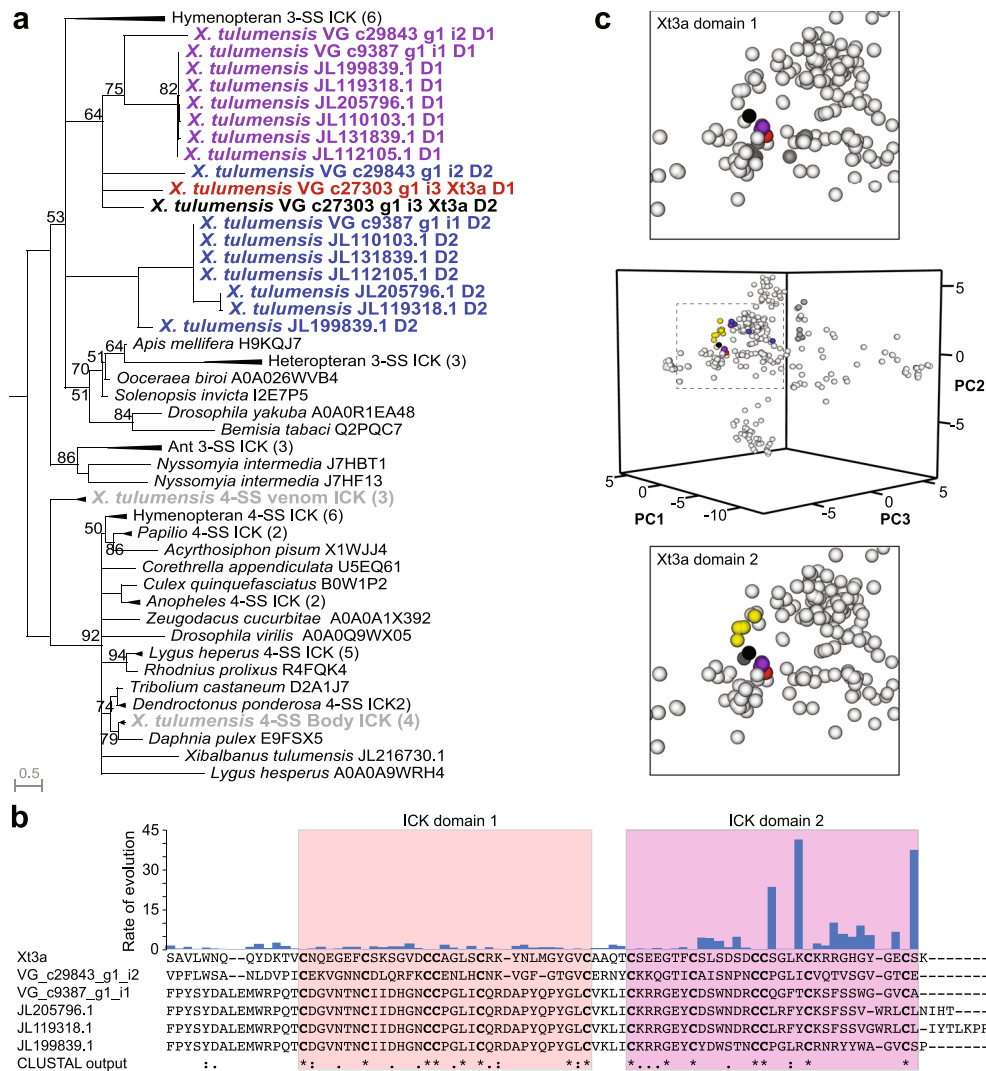 a
Hymenopteran 3-SS ICK (6)
X. tulumensis VG c29843 g1 i2 D1
X. tulumensis VG c9387 g1 i1 D1
X. tulumensis JL199839.1 D1
75
82
X. tulumensis JL119318.1 D1
X. tulumensis JL205796.1 D1
64
X. tulumensis JL110103.1 D1
X. tulumensis JL131839.1 D1
X. tulumensis JL112105.1 D1
X. tulumensis VG c29843 g1 i2 D2
X. tulumensis VG c27303 g1 i3 Xt3a D1
X. tulumensis VG c27303 g1 i3 Xt3a D2
53
X. tulumensis VG c9387 g1 i1 D2
X. tulumensis JL110103.1 D2
X. tulumensis JL131839.1 D2
X. tulumensis JL112105.1 D2
X. tulumensis JL205796.1 D2
X. tulumensis JL119318.1 D2
X. tulumensis JL199839.1 D2
64
Apis mellifera H9KQJ7
51
Heteropteran 3-SS ICK (3)
70
Ooceraea biroi A0A026WVB4
51
Solenopsis invicta I2E7P5
84
Drosophila yakuba A0A0R1EA48
Bemisia tabaci Q2PQC7
Ant 3-SS ICK (3)
86
Nyssomyia intermedia J7HBT1
Nyssomyia intermedia J7HF13
X. tulumensis 4-SS venom ICK (3)
Hymenopteran 4-SS ICK (6)
50
Papilio 4-SS ICK (2)
86
Acyrthosiphon pisum X1WJJ4
Corethrella appendiculata U5EQ61
Culex quinquefasciatus B0W1P2
Anopheles 4-SS ICK (2)
Zeugodacus cucurbitae A0A0A1X392
92
Drosophila virilis A0A0Q9WX05
94
Lygus heperus 4-SS ICK (5)
Rhodnius prolixus R4FQK4
Tribolium castaneum D2A1J7
74
Dendroctonus ponderosa 4-SS ICK2)
X. tulumensis 4-SS Body ICK (4)
79
Daphnia pulex E9FSX5
Xibalbanus tulumensis JL216730.1
Lygus hesperus A0A0A9WRH4
0.5
c
Xt3a domain 1
5
0
-5
PC2
5
0
-5
-10
PC1
-5
0
5
PC3
Xt3a domain 2
b
ICK domain 1
ICK domain 2
Rate of evolution
45
30
15
0
Xt3a SAVLWNQ--QYDKTVCNQEGEFCSKSGVDCCAGLSCRK-YNLMGYGVCAAQTCSEEGTFCSLSDSDCCSGLKCKRRGHGY-GECSK-------
VG_c29843_g1_i2 VPFLWSA--NLDVPICEKVGNNCDLQRFKCCENLHCNK-VGF-GTGVCERNYCKKQGTICAISNPNCCPGLICVQTVSGV-GTCE--------
VG_c9387_g1_i1 FPYSYDALEMWRPQTCDGVNTNCIIDHGNCCPGLICQRDAPYQPYGLCVKLICKRRGEYCDSWNDRCCQGFTCKSFSSWG-GVCA--------
JL205796.1 FPYSYDALEMWRPQTCDGVNTNCIIDHGNCCPGLICQRDAPYQPYGLCVKLICKRRGEYCDSWNDRCCLRFYCKSFSSV-WGRLCLNIHT----
JL119318.1 FPYSYDALEMWRPQTCDGVNTNCIIDHGNCCPGLICQRDAPYQPYGLCVKLICKRRGEYCDSWNDRCCLRFYCKSFSSV-WGRLCL-IYTLKPR
JL199839.1 FPYSYDALEMWRPQTCDGVNTNCIIDHGNCCPGLICQRDAPYQPYGLCVKLICKRRGEYCDSWNDRCCPGLRCRNRYYWA-GVCSP-------
CLUSTAL output :. *: . * . ** .* *. . :** *... * . ** . * . *